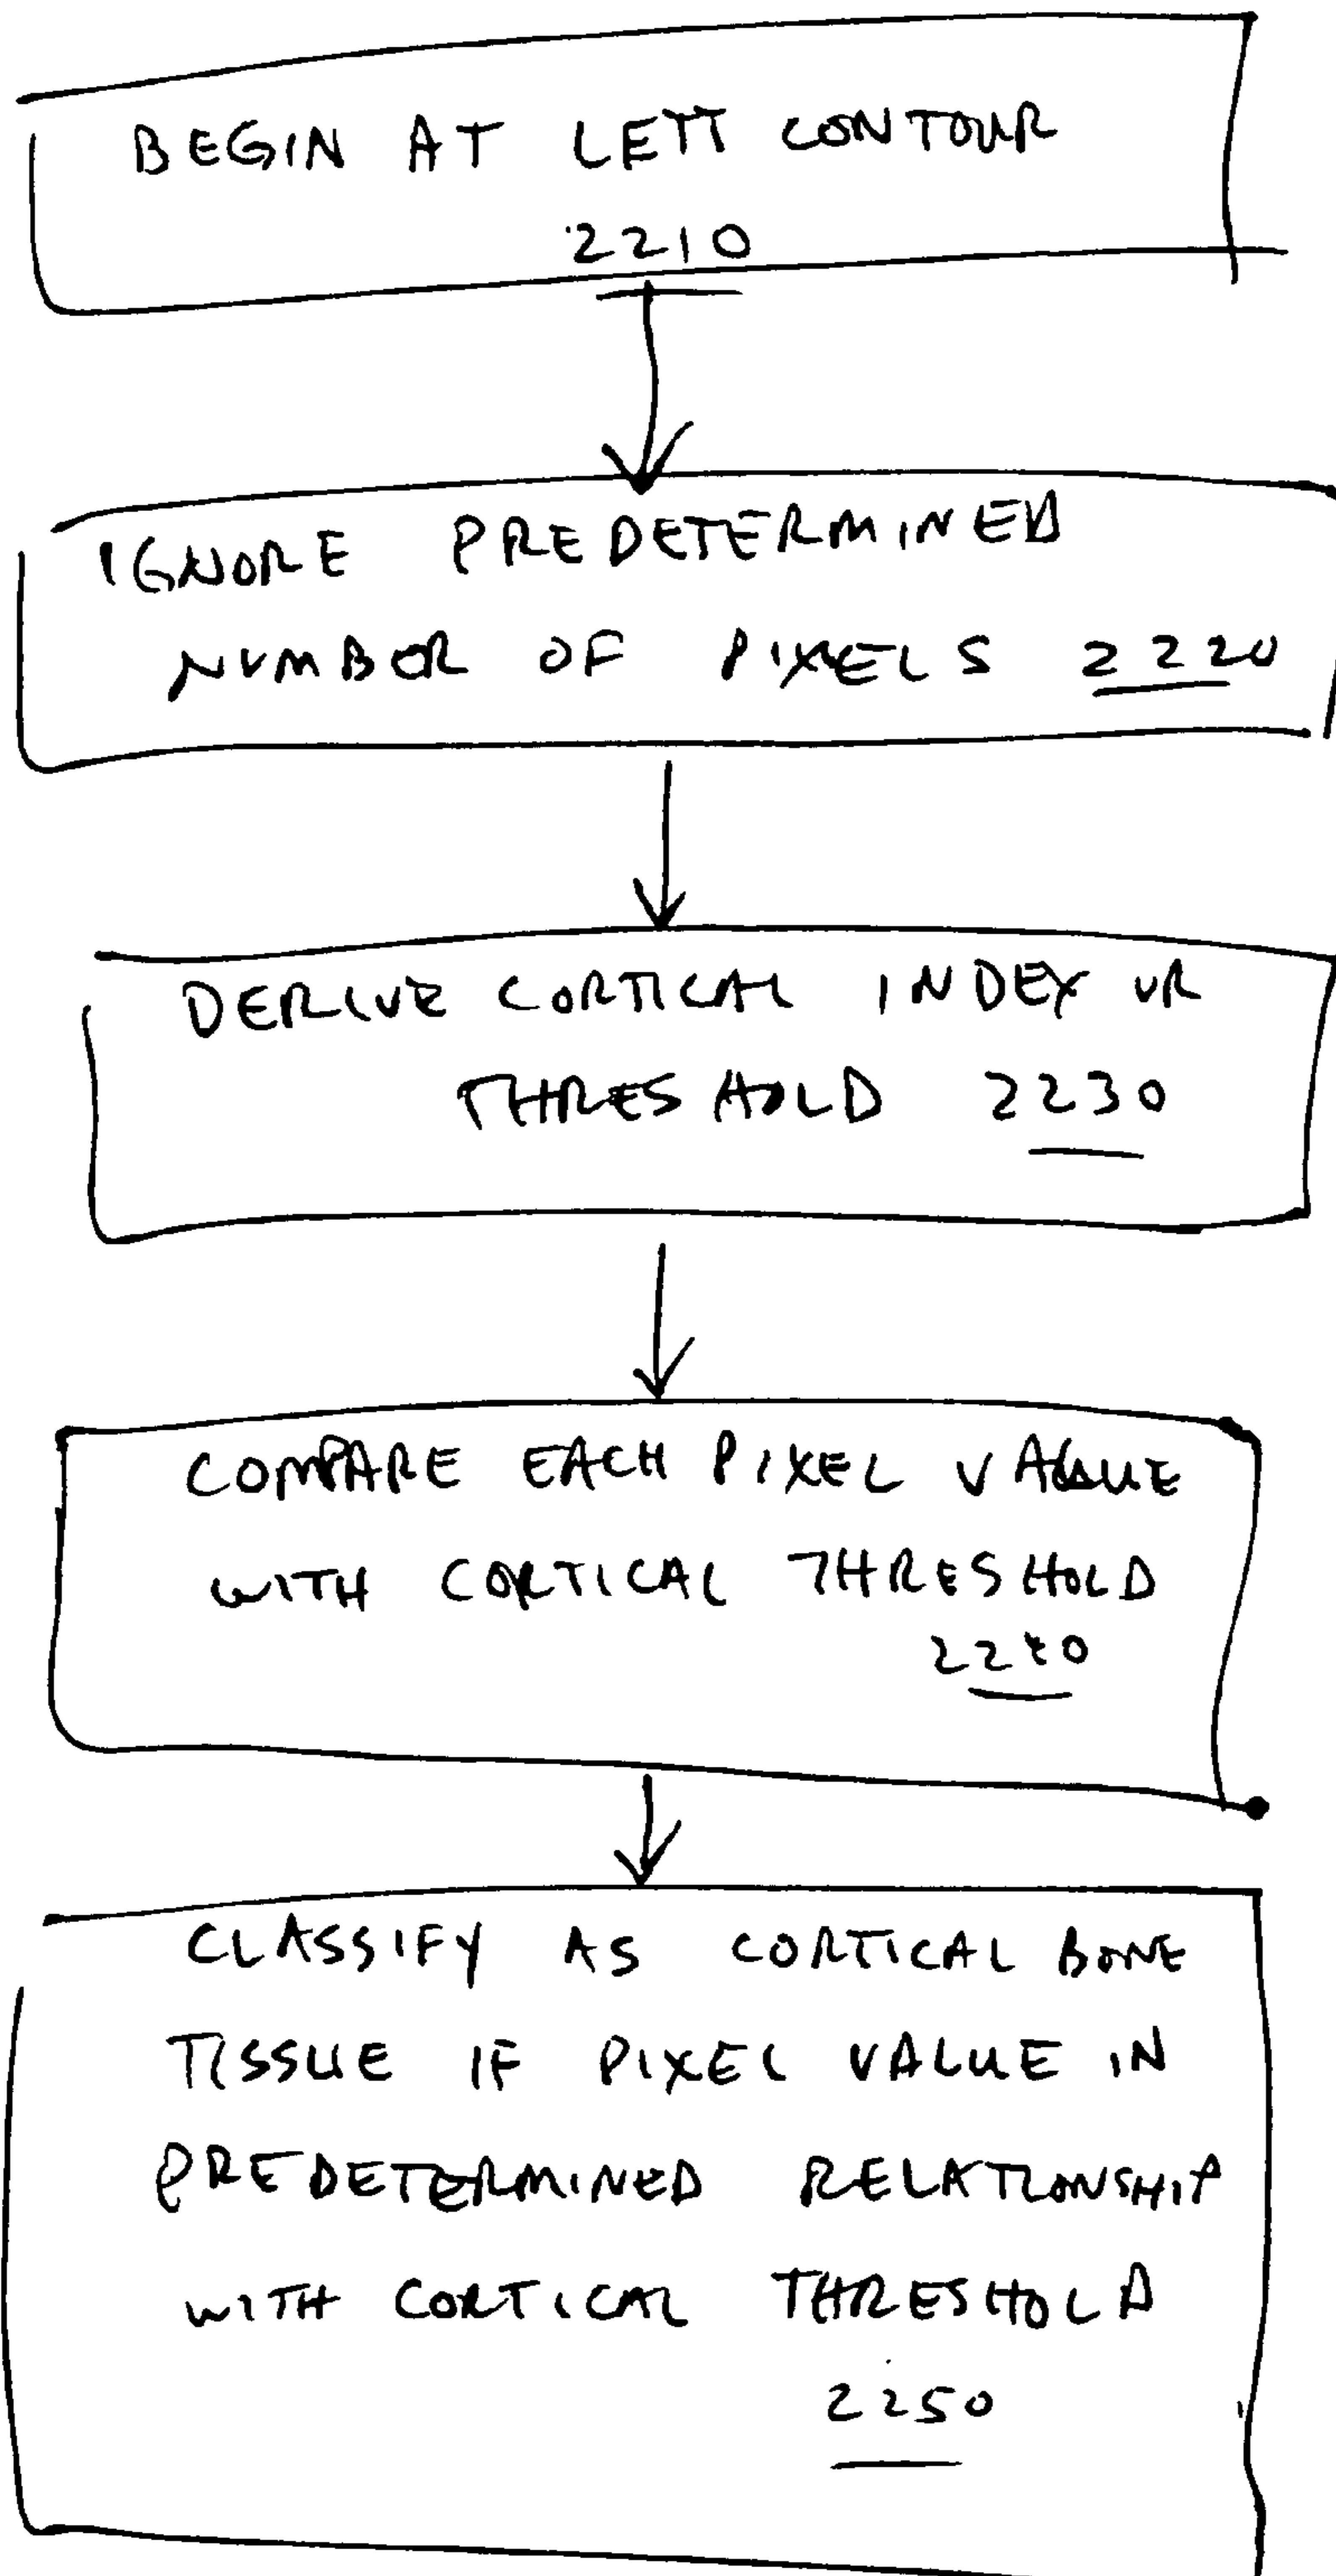 BEGIN AT LEFT CONTOUR
2210
IGNORE PREDETERMINED
NUMBER OF PIXELS 2220
DERIVE CORTICAL INDEX OR
THRESHOLD 2230
COMPARE EACH PIXEL VALUE
WITH CORTICAL THRESHOLD
2240
CLASSIFY AS CORTICAL BONE
TISSUE IF PIXEL VALUE IN
PREDETERMINED RELATIONSHIP
WITH CORTICAL THRESHOLD
2250